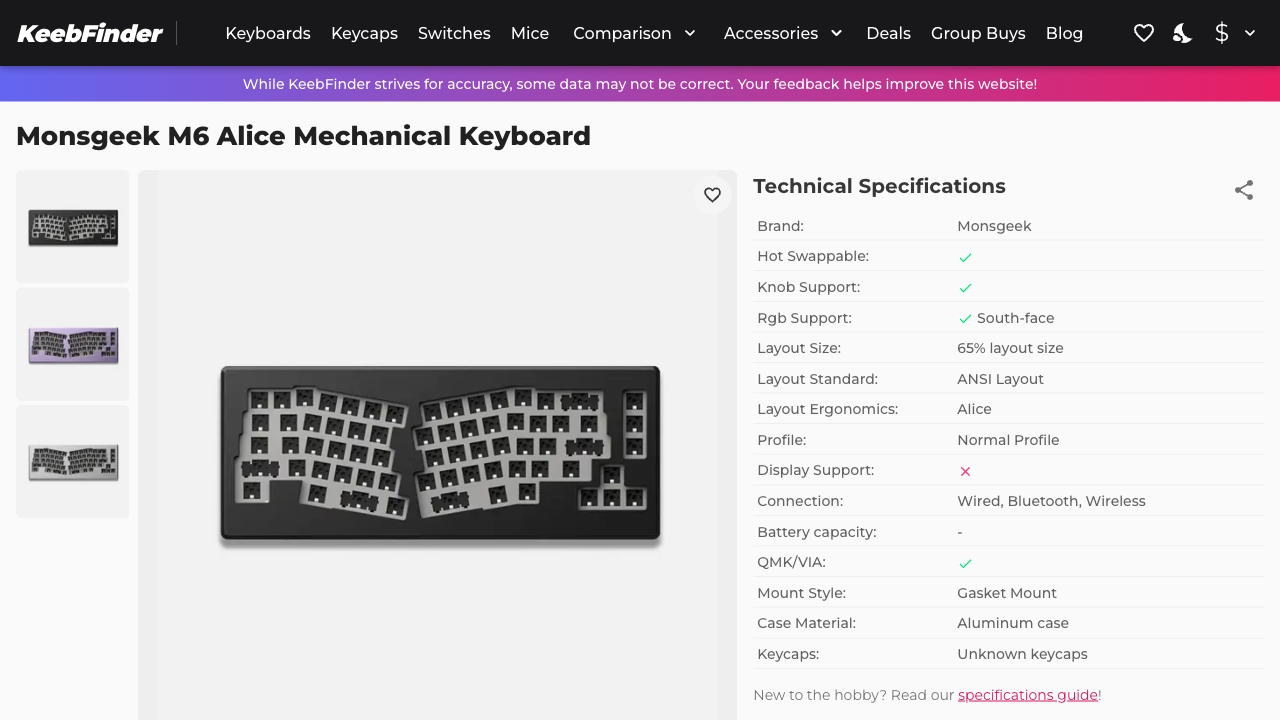 KeebFinder
Keyboards Keycaps Switches Mice Comparison Accessories Deals Group Buys Blog $
While KeebFinder strives for accuracy, some data may not be correct. Your feedback helps improve this website!
Monsgeek M6 Alice Mechanical Keyboard
Technical Specifications
Brand: Monsgeek
Hot Swappable:
Knob Support:
Rgb Support: South-face
Layout Size: 65% layout size
Layout Standard: ANSI Layout
Layout Ergonomics: Alice
Profile: Normal Profile
Display Support:
Connection: Wired, Bluetooth, Wireless
Battery capacity: -
QMK/VIA:
Mount Style: Gasket Mount
Case Material: Aluminum case
Keycaps: Unknown keycaps
New to the hobby? Read our specifications guide!